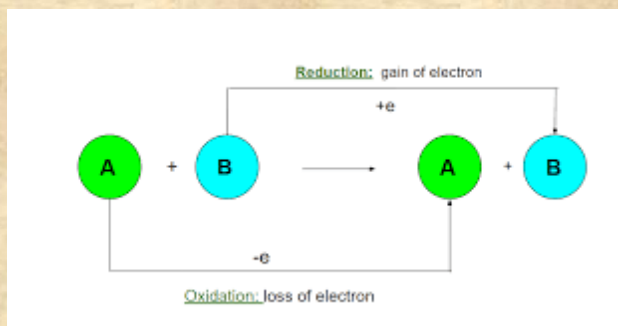 Reduction: gain of electron
+e
A + B A + B
-e
Oxidation: loss of electron